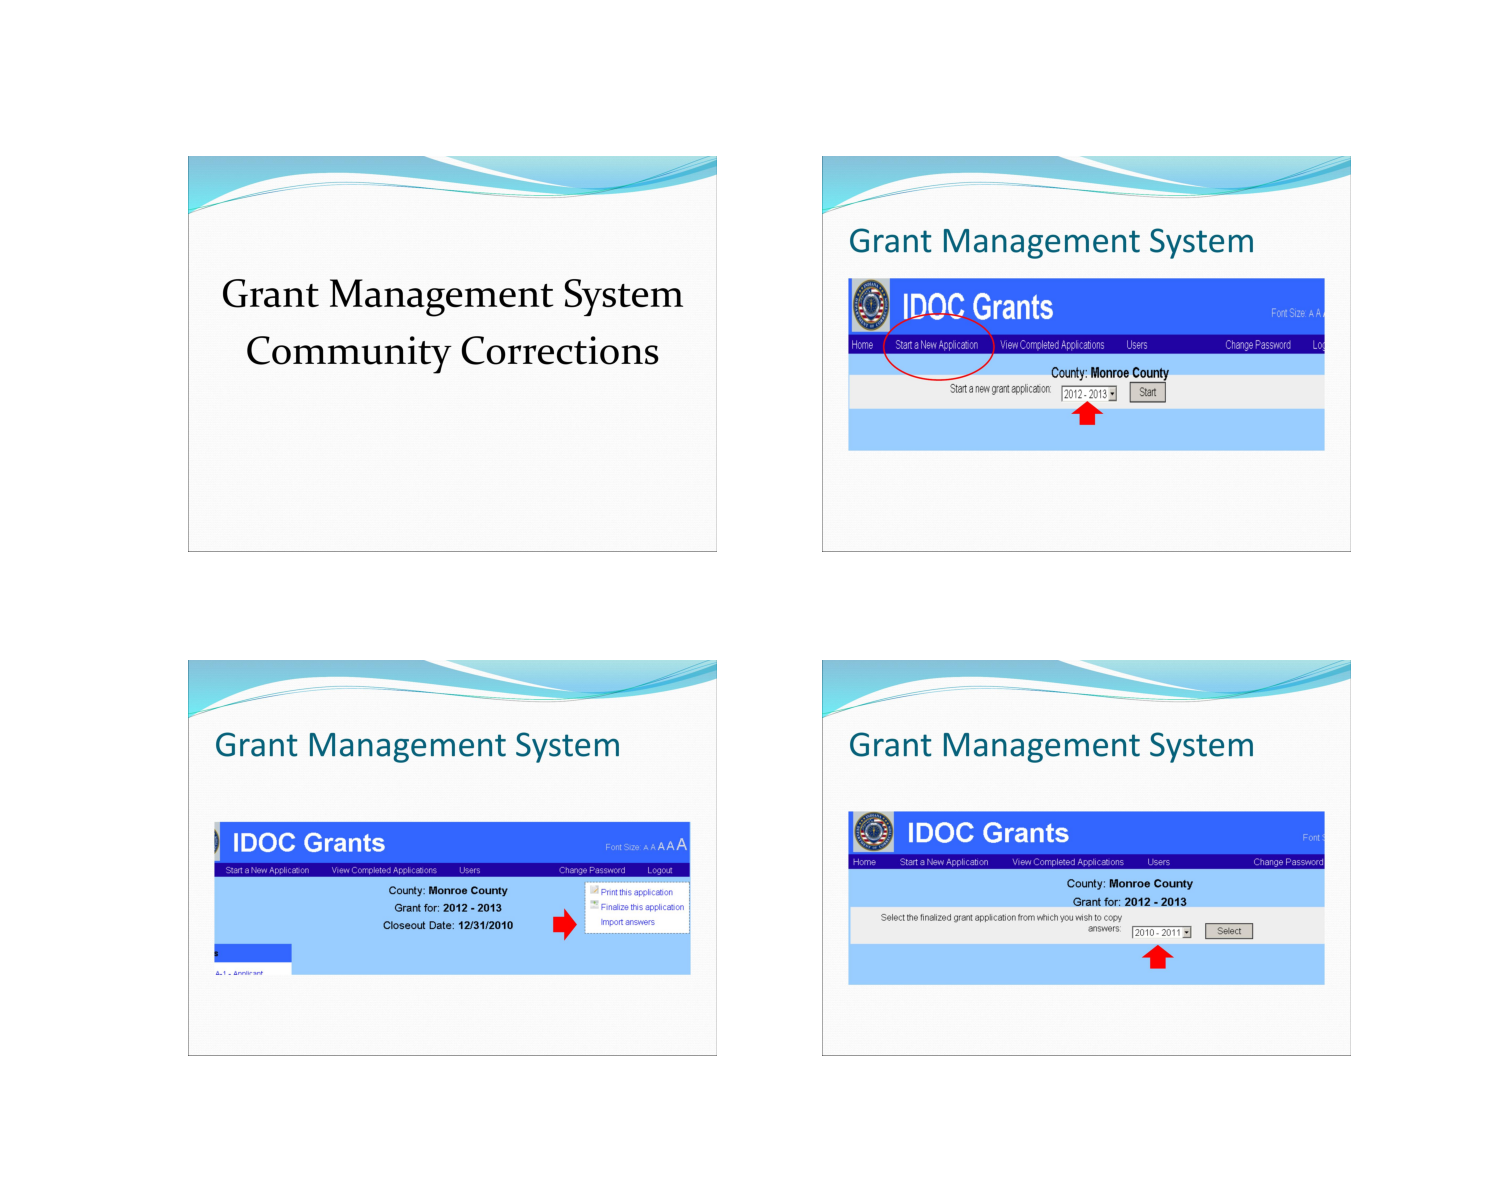 Grant Management System
Community Corrections
Grant Management System
IDOC Grants
Font Size: A A
Home Start a New Application View Completed Applications Users Change Password
County: Monroe County
Start a new grant application: 2012 - 2013 Start
Grant Management System
IDOC Grants
Font Size: A A A A A
Start a New Application View Completed Applications Users Change Password Logout
County: Monroe County
Print this application
Grant for: 2012 - 2013
Finalize this application
Closeout Date: 12/31/2010
Import answers
A-1 - Applicant
Grant Management System
IDOC Grants
Font
Home Start a New Application View Completed Applications Users Change Password
County: Monroe County
Grant for: 2012 - 2013
Select the finalized grant application from which you wish to copy
answers: 2010 - 2011 Select